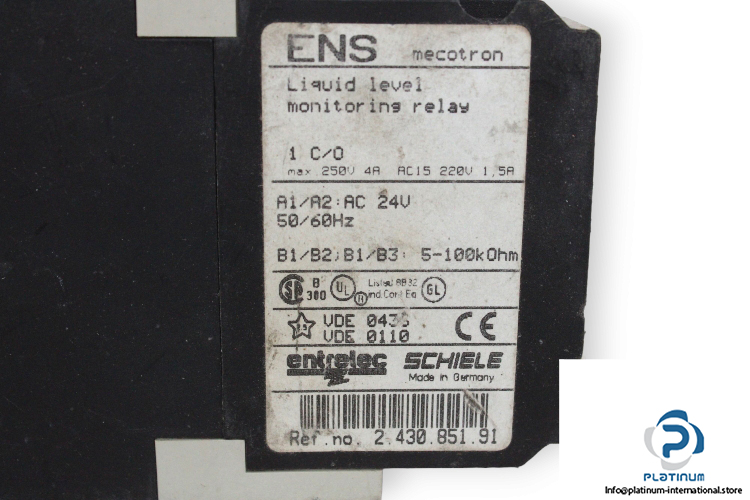 ENS mecotron
Liquid level
monitoring relay
1 C/O
max 250V 4A AC15 220V 1,5A
A1/A2:AC 24V
50/60Hz
B1/B2;B1/B3: 5-100kOhm
B
300
UL
Listed
R
Ind.Cont.Eq
GL
VDE 0435
VDE 0110
CE
entrelec SCHIELE
Made in Germany
Ref.no. 2.430.851.91
PLATINUM
Info@platinum-international.store